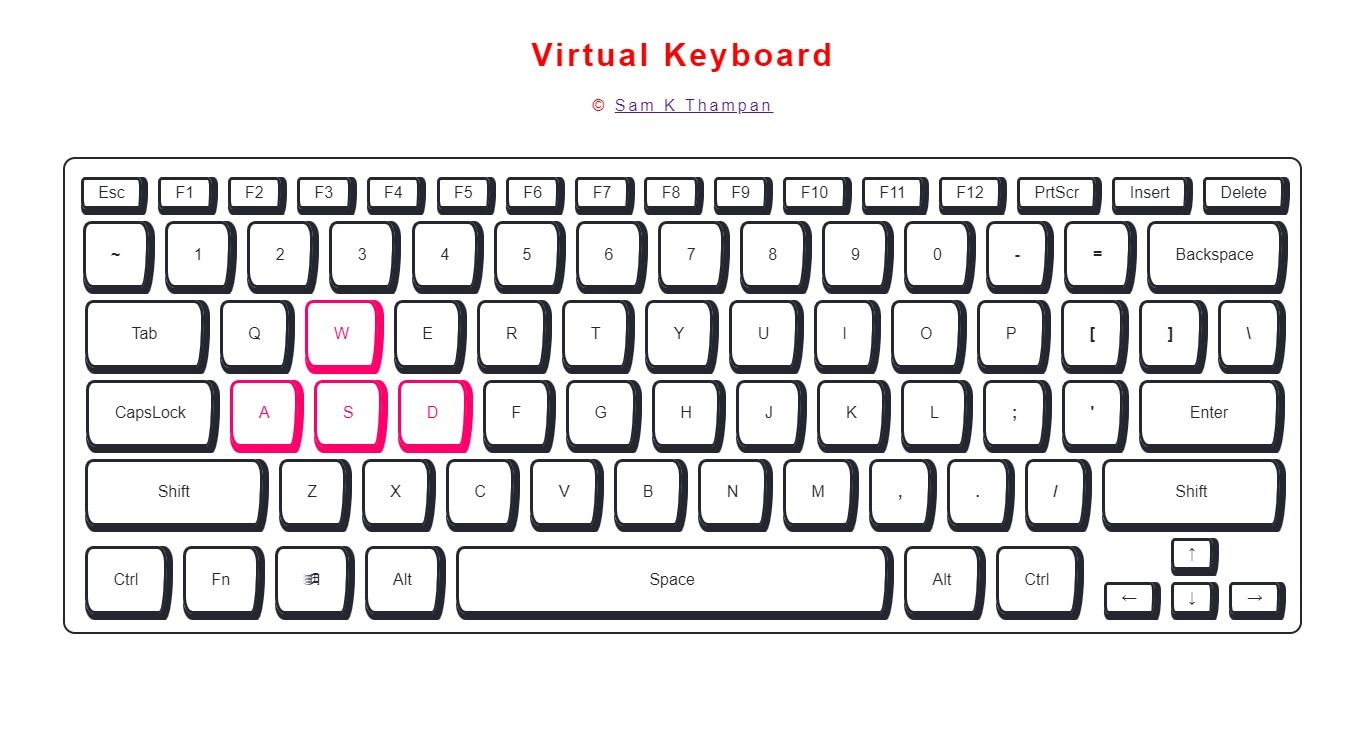 Virtual Keyboard
© Sam K Thampan
Esc F1 F2 F3 F4 F5 F6 F7 F8 F9 F10 F11 F12 PrtScr Insert Delete
~ 1 2 3 4 5 6 7 8 9 0 - = Backspace
Tab Q W E R T Y U I O P [ ] \
CapsLock A S D F G H J K L ; ' Enter
Shift Z X C V B N M , . / Shift
↑
Ctrl Fn Alt Space Alt Ctrl
← ↓ →